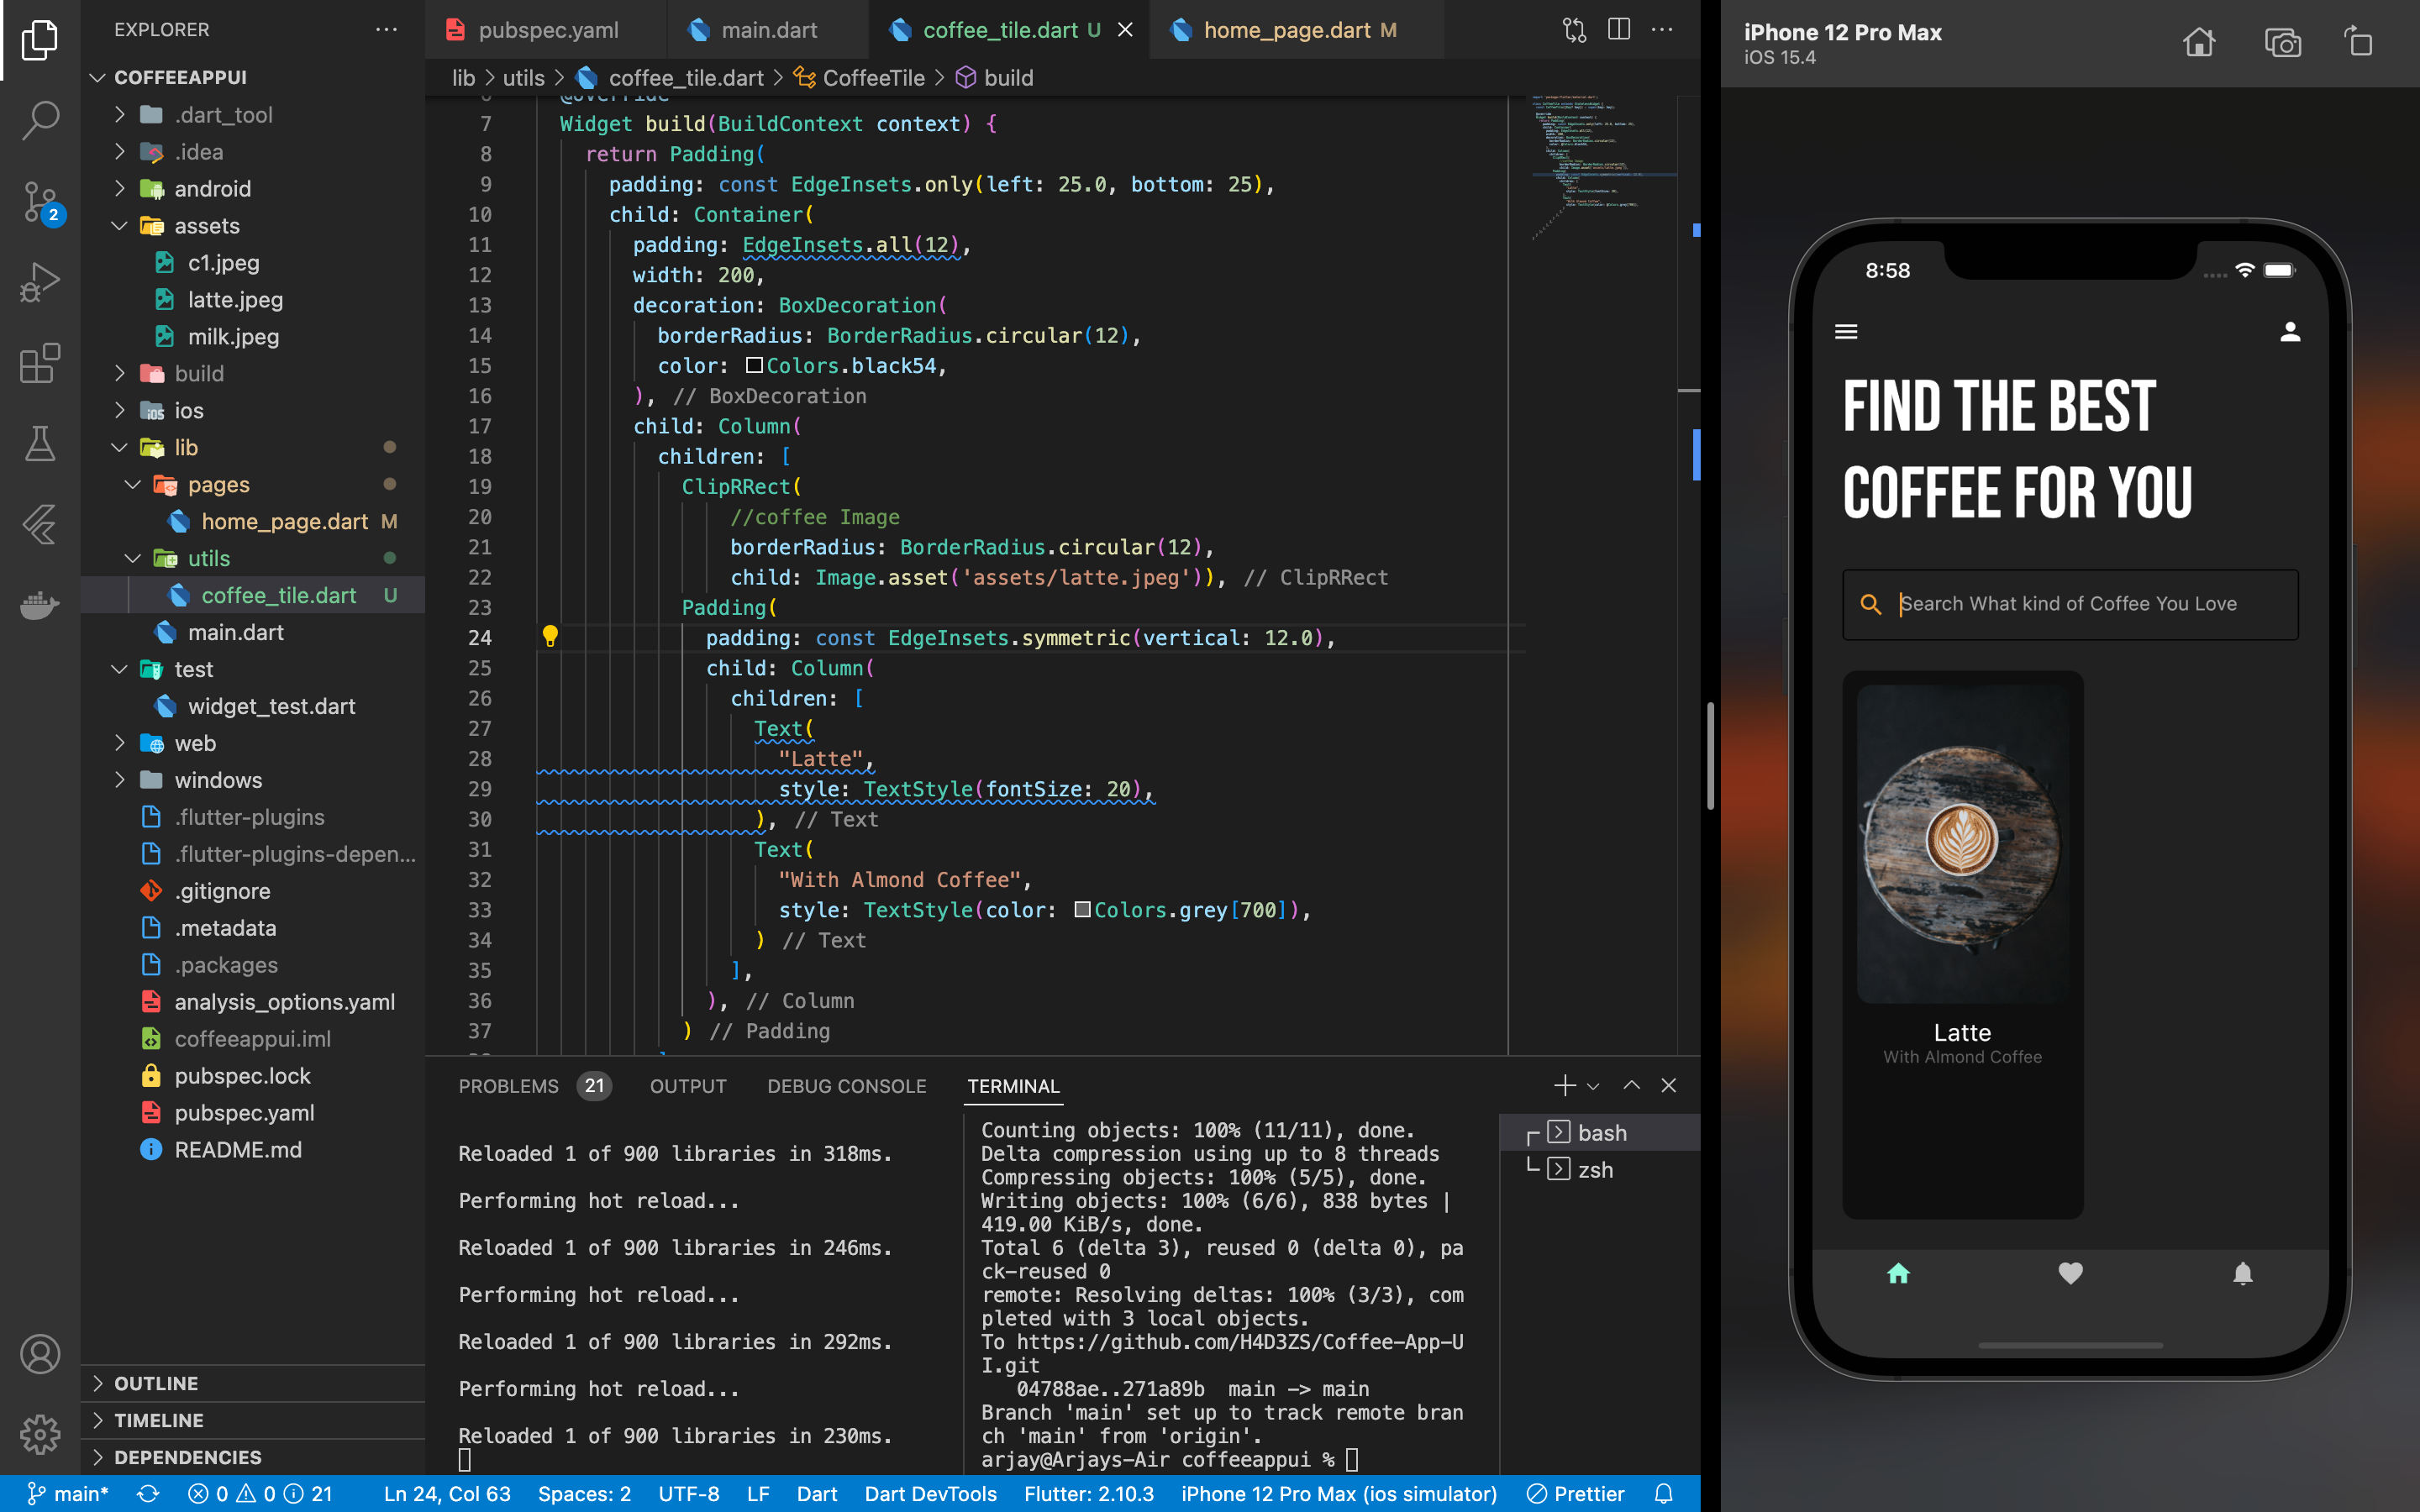 EXPLORER
COFFEEAPPUI
.dart_tool
.idea
android
assets
c1.jpeg
latte.jpeg
milk.jpeg
build
ios
lib
pages
home_page.dart M
utils
coffee_tile.dart U
main.dart
test
widget_test.dart
web
windows
.flutter-plugins
.flutter-plugins-depen...
.gitignore
.metadata
.packages
analysis_options.yaml
coffeeappui.iml
pubspec.lock
pubspec.yaml
README.md
OUTLINE
TIMELINE
DEPENDENCIES
2
pubspec.yaml
main.dart
coffee_tile.dart U
home_page.dart M
lib > utils > coffee_tile.dart > CoffeeTile > build
6 @override
7 Widget build(BuildContext context) {
8 return Padding(
9 padding: const EdgeInsets.only(left: 25.0, bottom: 25),
10 child: Container(
11 padding: EdgeInsets.all(12),
12 width: 200,
13 decoration: BoxDecoration(
14 borderRadius: BorderRadius.circular(12),
15 color: Colors.black54,
16 ), // BoxDecoration
17 child: Column(
18 children: [
19 ClipRRect(
20 //coffee Image
21 borderRadius: BorderRadius.circular(12),
22 child: Image.asset('assets/latte.jpeg')), // ClipRRect
23 Padding(
24 padding: const EdgeInsets.symmetric(vertical: 12.0),
25 child: Column(
26 children: [
27 Text(
28 "Latte",
29 style: TextStyle(fontSize: 20),
30 ), // Text
31 Text(
32 "With Almond Coffee",
33 style: TextStyle(color: Colors.grey[700]),
34 ) // Text
35 ],
36 ), // Column
37 ) // Padding
PROBLEMS 21 OUTPUT DEBUG CONSOLE TERMINAL
Reloaded 1 of 900 libraries in 318ms.
Performing hot reload...
Reloaded 1 of 900 libraries in 246ms.
Performing hot reload...
Reloaded 1 of 900 libraries in 292ms.
Performing hot reload...
Reloaded 1 of 900 libraries in 230ms.
Counting objects: 100% (11/11), done.
Delta compression using up to 8 threads
Compressing objects: 100% (5/5), done.
Writing objects: 100% (6/6), 838 bytes |
419.00 KiB/s, done.
Total 6 (delta 3), reused 0 (delta 0), pa
ck-reused 0
remote: Resolving deltas: 100% (3/3), com
pleted with 3 local objects.
To https://github.com/H4D3ZS/Coffee-App-U
I.git
04788ae..271a89b main -> main
Branch 'main' set up to track remote bran
ch 'main' from 'origin'.
arjay@Arjays-Air coffeeappui %
bash
zsh
main* 0 0 21 Ln 24, Col 63 Spaces: 2 UTF-8 LF Dart Dart DevTools Flutter: 2.10.3 iPhone 12 Pro Max (ios simulator) Prettier
iPhone 12 Pro Max
iOS 15.4
8:58
FIND THE BEST
COFFEE FOR YOU
Search What kind of Coffee You Love
Latte
With Almond Coffee